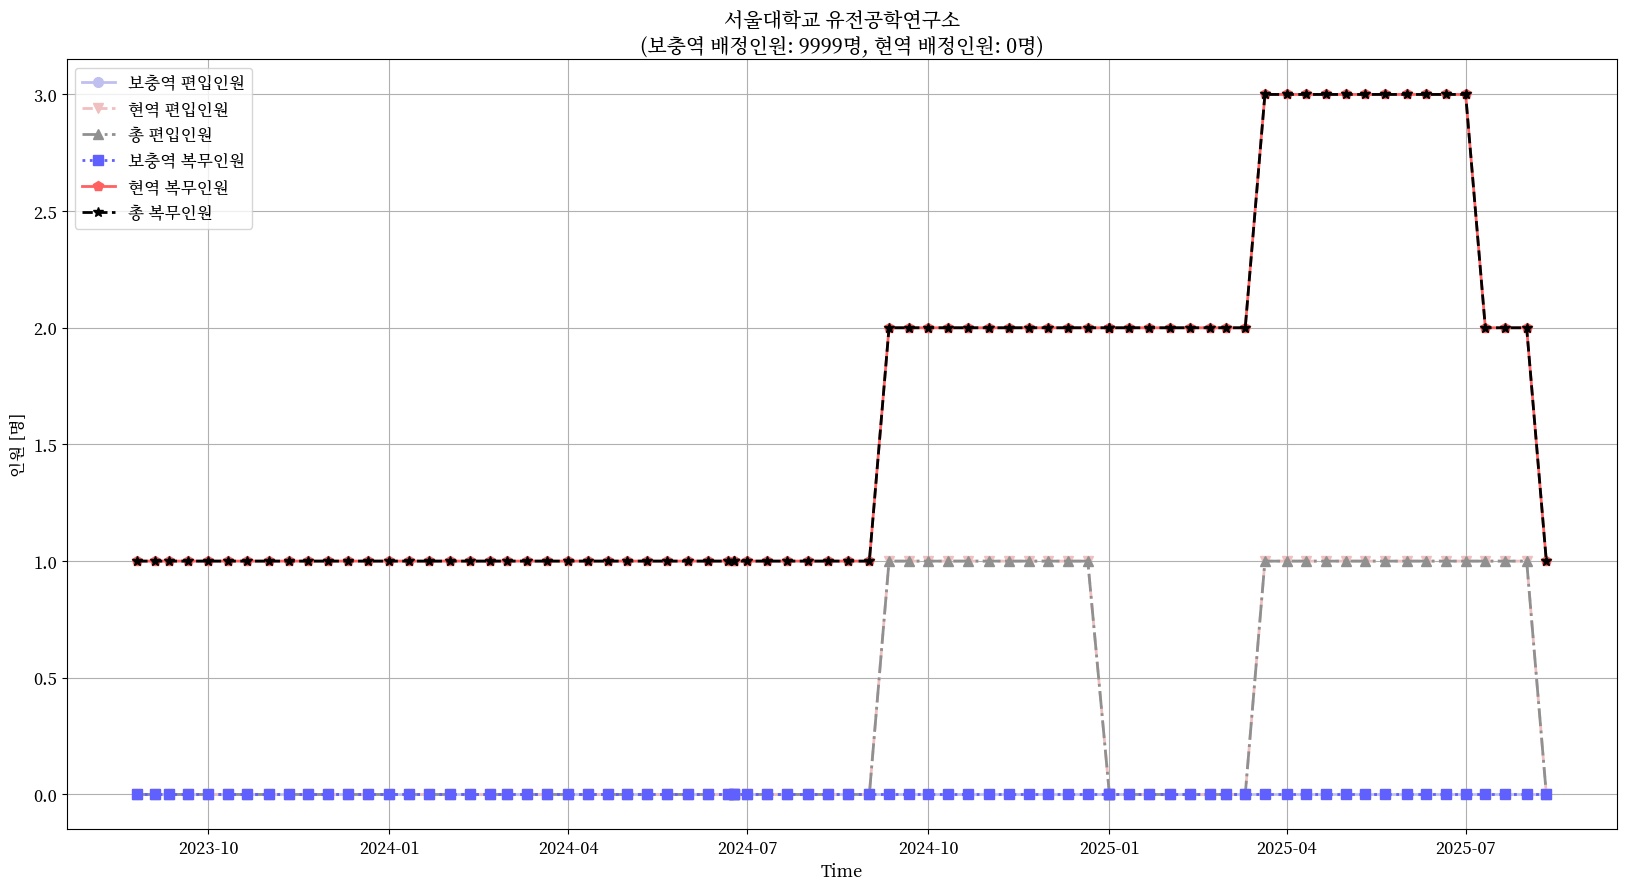 서울대학교 유전공학연구소
(보충역 배정인원: 9999명, 현역 배정인원: 0명)
보충역 편입인원
현역 편입인원
총 편입인원
보충역 복무인원
현역 복무인원
총 복무인원
3.0
2.5
2.0
1.5
1.0
0.5
0.0
인원 [명]
2023-10
2024-01
2024-04
2024-07
2024-10
2025-01
2025-04
2025-07
Time